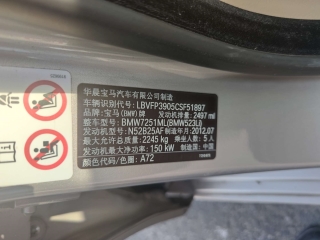 华晨宝马汽车有限公司制造
车辆识别代号: LBVFP3905CSF51897
品牌: 宝马(BMW)牌 发动机排量: 2497 ml
整车型号: BMW7251ML(BMW523Li)
发动机型号: N52B25AF 制造年月: 2012.07
最大允许总质量: 2245 kg 乘坐人数: 5 人
发动机最大净功率: 150 kW 制造国: 中国
颜色代码/色圈: A72